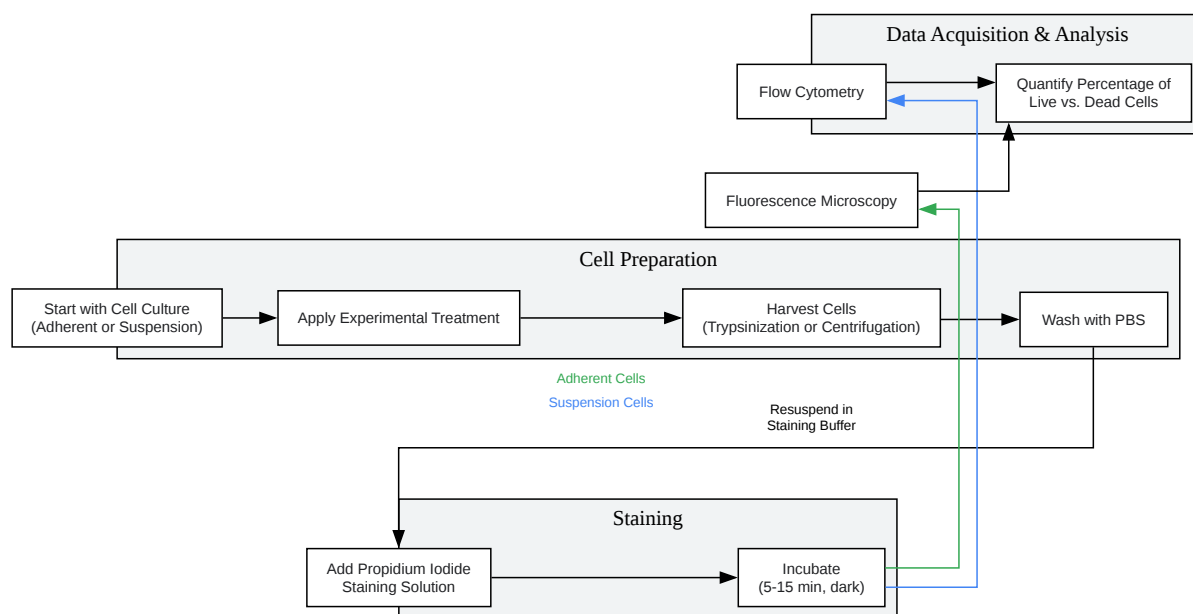 Data Acquisition & Analysis
Flow Cytometry
Quantify Percentage of
Live vs. Dead Cells
Fluorescence Microscopy
Cell Preparation
Start with Cell Culture
(Adherent or Suspension)
Apply Experimental Treatment
Harvest Cells
(Trypsinization or Centrifugation)
Wash with PBS
Adherent Cells
Suspension Cells
Resuspend in
Staining Buffer
Staining
Add Propidium Iodide
Staining Solution
Incubate
(5-15 min, dark)